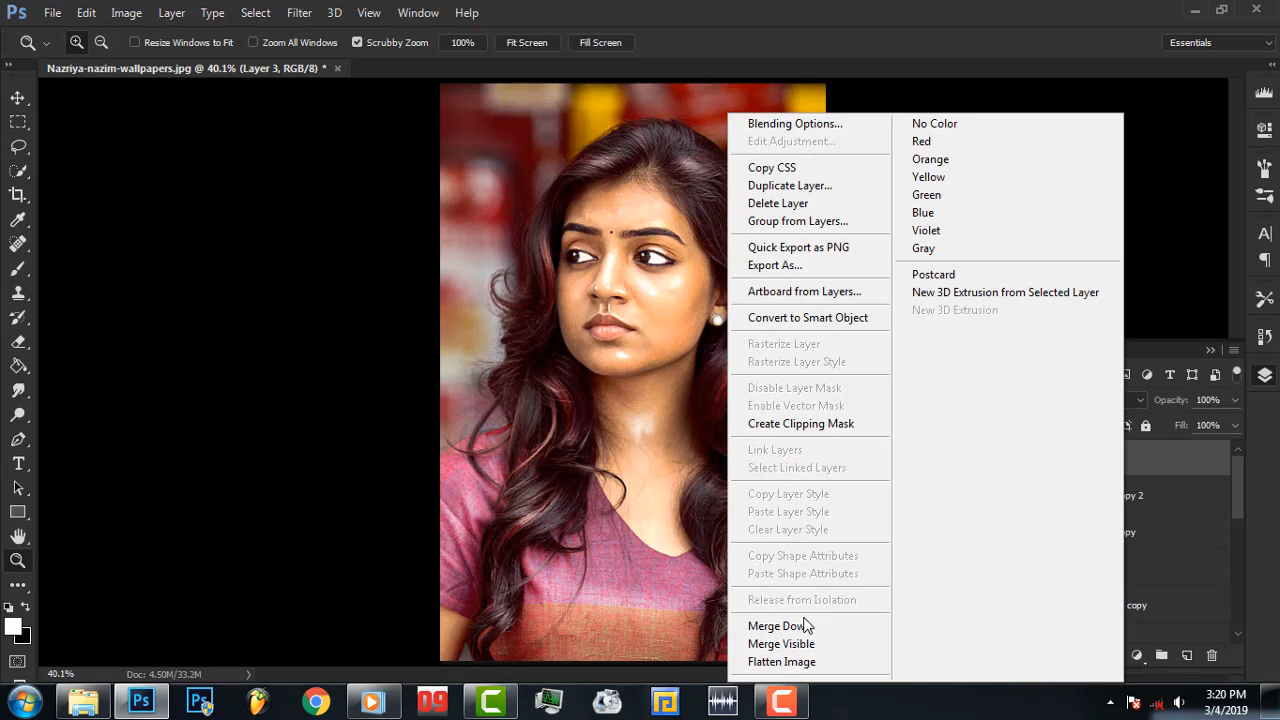 Ps File Edit Image Layer Type Select Filter 3D View Window Help
Resize Windows to Fit Zoom All Windows Scrubby Zoom 100% Fit Screen Fill Screen Essentials
Nazriya-nazim-wallpapers.jpg @ 40.1% (Layer 3, RGB/8) *
Blending Options...
Edit Adjustment...
Copy CSS
Duplicate Layer...
Delete Layer
Group from Layers...
Quick Export as PNG
Export As...
Artboard from Layers...
Convert to Smart Object
Rasterize Layer
Rasterize Layer Style
Disable Layer Mask
Enable Vector Mask
Create Clipping Mask
Link Layers
Select Linked Layers
Copy Layer Style
Paste Layer Style
Clear Layer Style
Copy Shape Attributes
Paste Shape Attributes
Release from Isolation
Merge Down
Merge Visible
Flatten Image
No Color
Red
Orange
Yellow
Green
Blue
Violet
Gray
Postcard
New 3D Extrusion from Selected Layer
New 3D Extrusion
Opacity: 100%
Fill: 100%
py 2
py
copy
40.1% Doc: 4.50M/33.2M
Ps Ps 09 C C
3:20 PM
3/4/2019